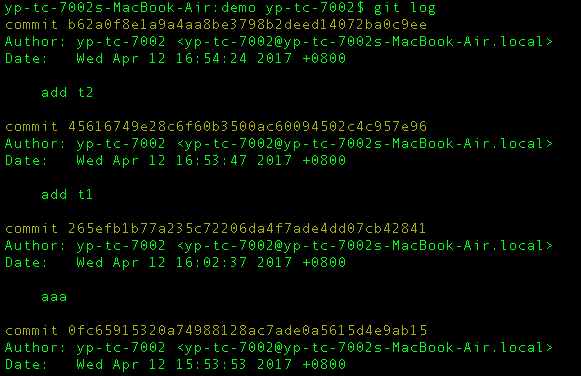 yp-tc-7002s-MacBook-Air:demo yp-tc-7002$ git log
commit b62a0f8e1a9a4aa8be3798b2deed14072ba0c9ee
Author: yp-tc-7002 <yp-tc-7002@yp-tc-7002s-MacBook-Air.local>
Date:   Wed Apr 12 16:54:24 2017 +0800
    add t2
commit 45616749e28c6f60b3500ac60094502c4c957e96
Author: yp-tc-7002 <yp-tc-7002@yp-tc-7002s-MacBook-Air.local>
Date:   Wed Apr 12 16:53:47 2017 +0800
    add t1
commit 265efb1b77a235c72206da4f7ade4dd07cb42841
Author: yp-tc-7002 <yp-tc-7002@yp-tc-7002s-MacBook-Air.local>
Date:   Wed Apr 12 16:02:37 2017 +0800
    aaa
commit 0fc65915320a74988128ac7ade0a5615d4e9ab15
Author: yp-tc-7002 <yp-tc-7002@yp-tc-7002s-MacBook-Air.local>
Date:   Wed Apr 12 15:53:53 2017 +0800